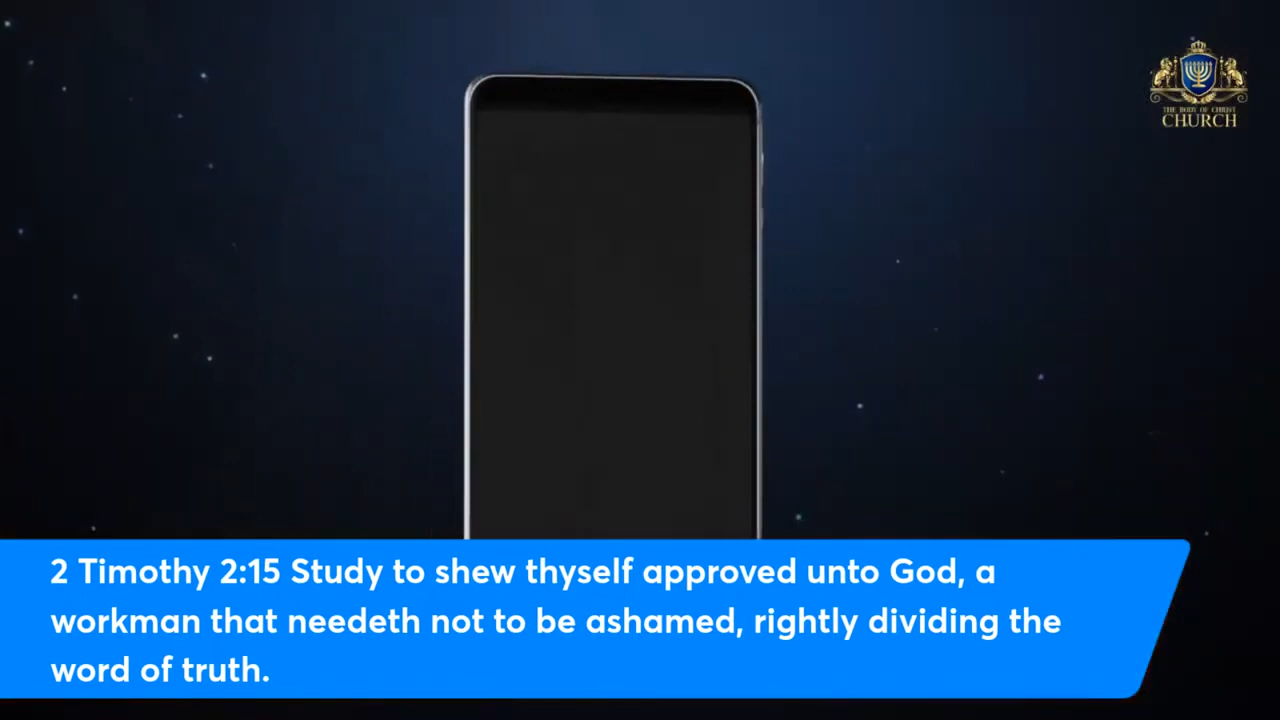 THE BODY OF CHRIST
CHURCH
2 Timothy 2:15 Study to shew thyself approved unto God, a
workman that needeth not to be ashamed, rightly dividing the
word of truth.